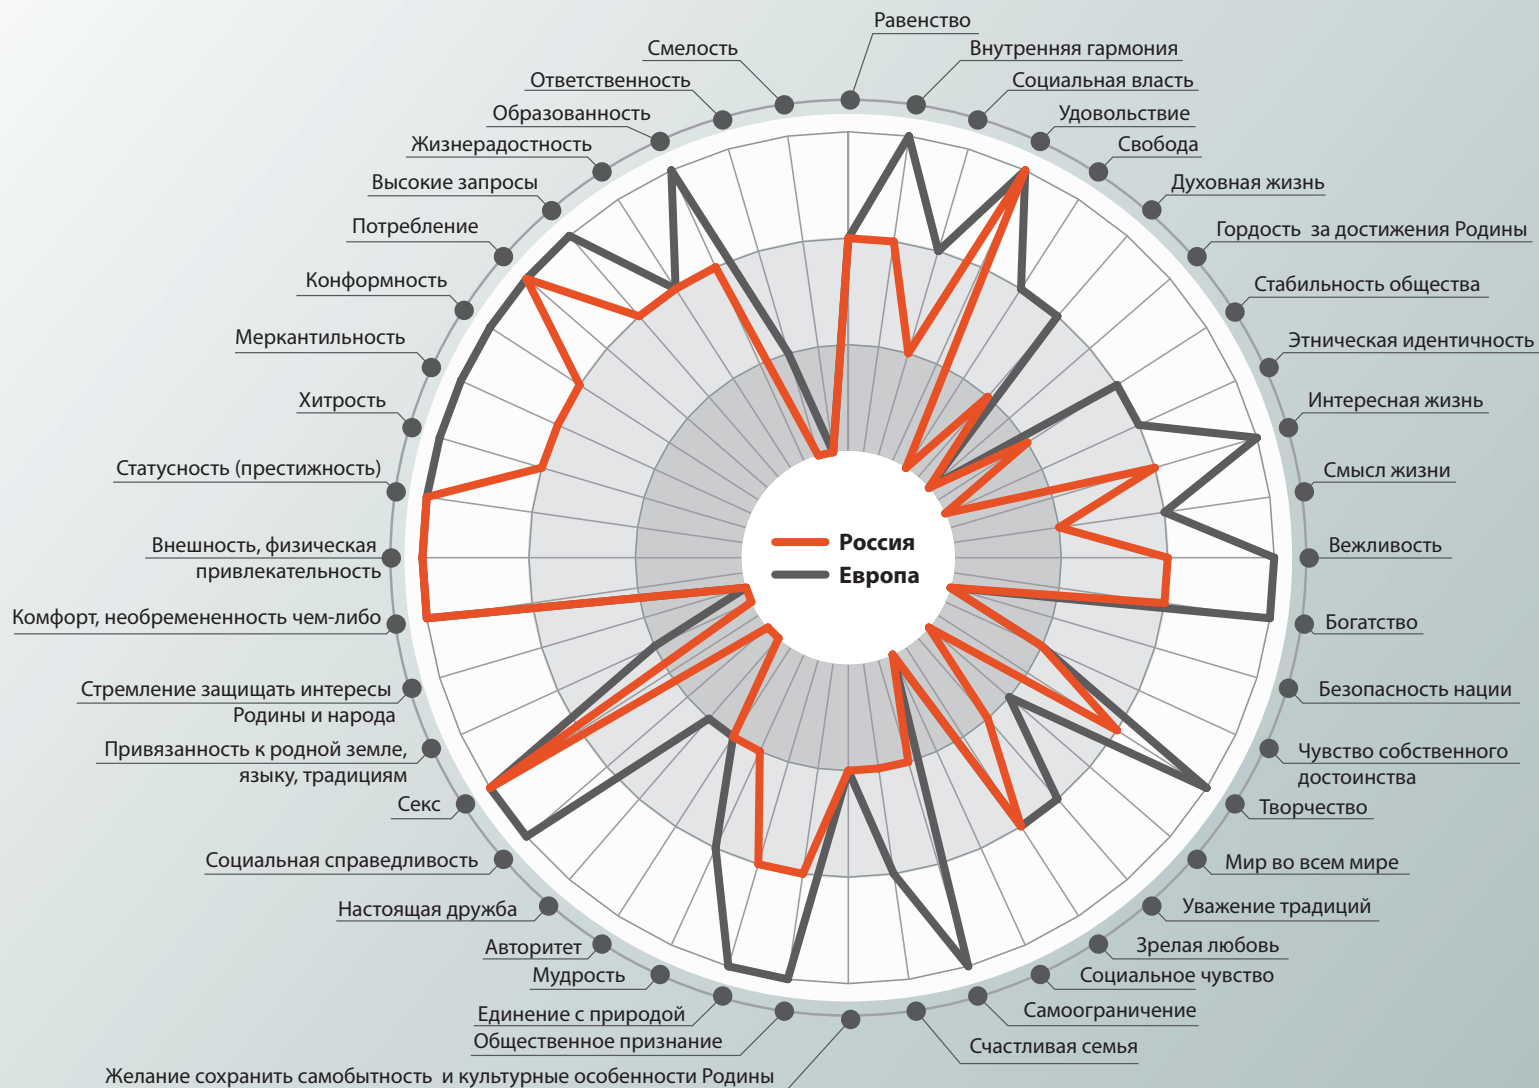 Равенство
Внутренняя гармония
Социальная власть
Удовольствие
Свобода
Духовная жизнь
Гордость за достижения Родины
Стабильность общества
Этническая идентичность
Интересная жизнь
Смысл жизни
Вежливость
Богатство
Безопасность нации
Чувство собственного
достоинства
Творчество
Мир во всем мире
Уважение традиций
Зрелая любовь
Социальное чувство
Самоограничение
Счастливая семья
Желание сохранить самобытность и культурные особенности Родины
Общественное признание
Единение с природой
Мудрость
Авторитет
Настоящая дружба
Социальная справедливость
Секс
Привязанность к родной земле,
языку, традициям
Стремление защищать интересы
Родины и народа
Комфорт, необремененность чем-либо
Внешность, физическая
привлекательность
Статусность (престижность)
Хитрость
Меркантильность
Конформность
Потребление
Высокие запросы
Жизнерадостность
Образованность
Ответственность
Смелость
Россия
Европа